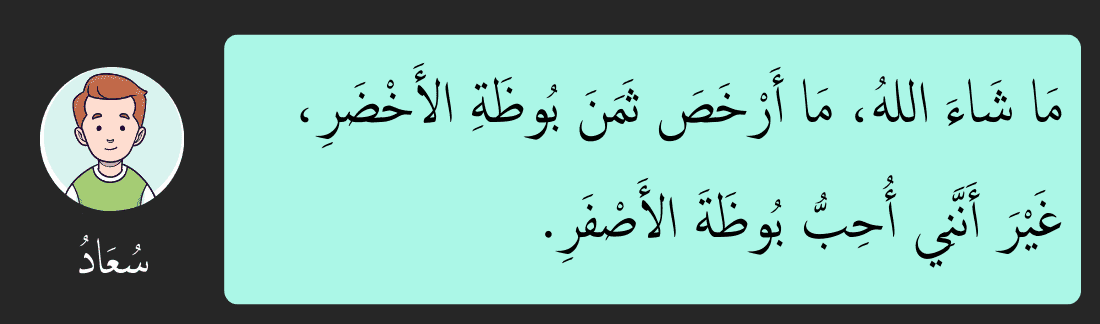 مَا شَاءَ اللهُ، مَا أَرْخَصَ ثَمَنَ بُوظَةِ الأَخْضَرِ،
غَيْرَ أَنَّنِي أُحِبُّ بُوظَةَ الأَصْفَرِ.
سُعَادُ